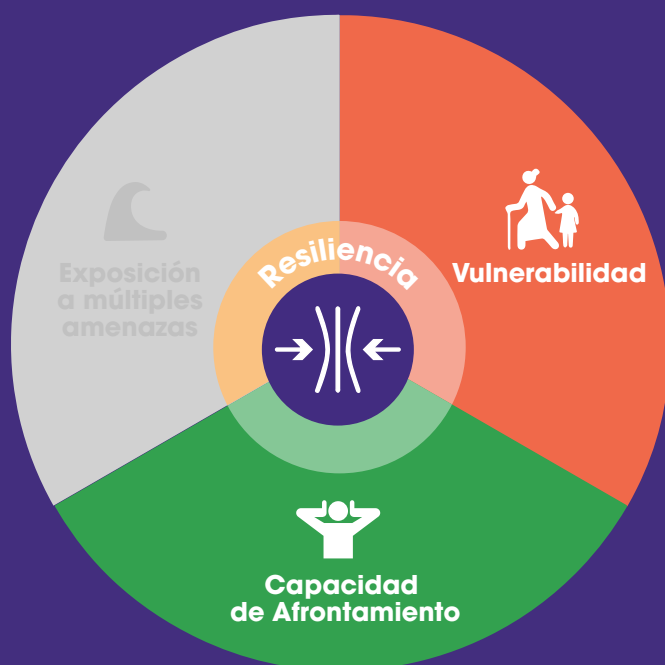 Exposición
a múltiples
amenazas
Resiliencia
Vulnerabilidad
Capacidad
de Afrontamiento